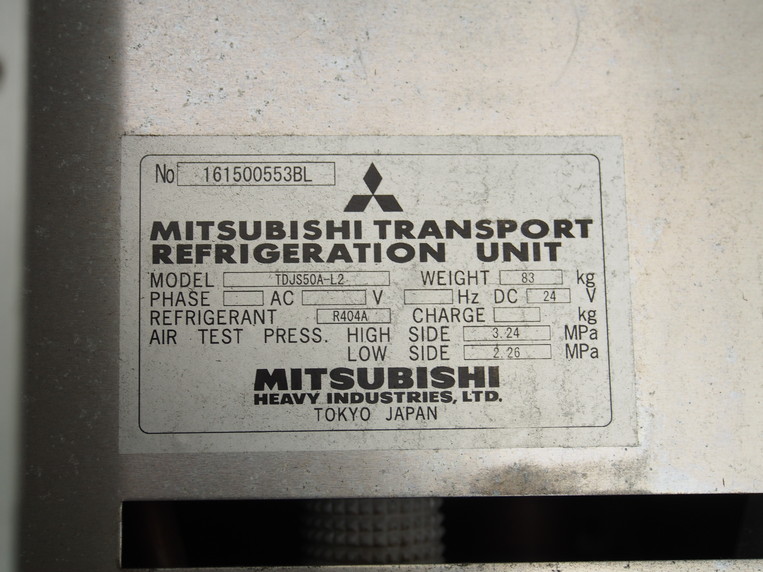 No 161500553BL
MITSUBISHI TRANSPORT
REFRIGERATION UNIT
MODEL TDJS50A-L2 WEIGHT 83 kg
PHASE AC V Hz DC 24 V
REFRIGERANT R404A CHARGE kg
AIR TEST PRESS. HIGH SIDE 3.24 MPa
LOW SIDE 2.26 MPa
MITSUBISHI
HEAVY INDUSTRIES, LTD.
TOKYO JAPAN